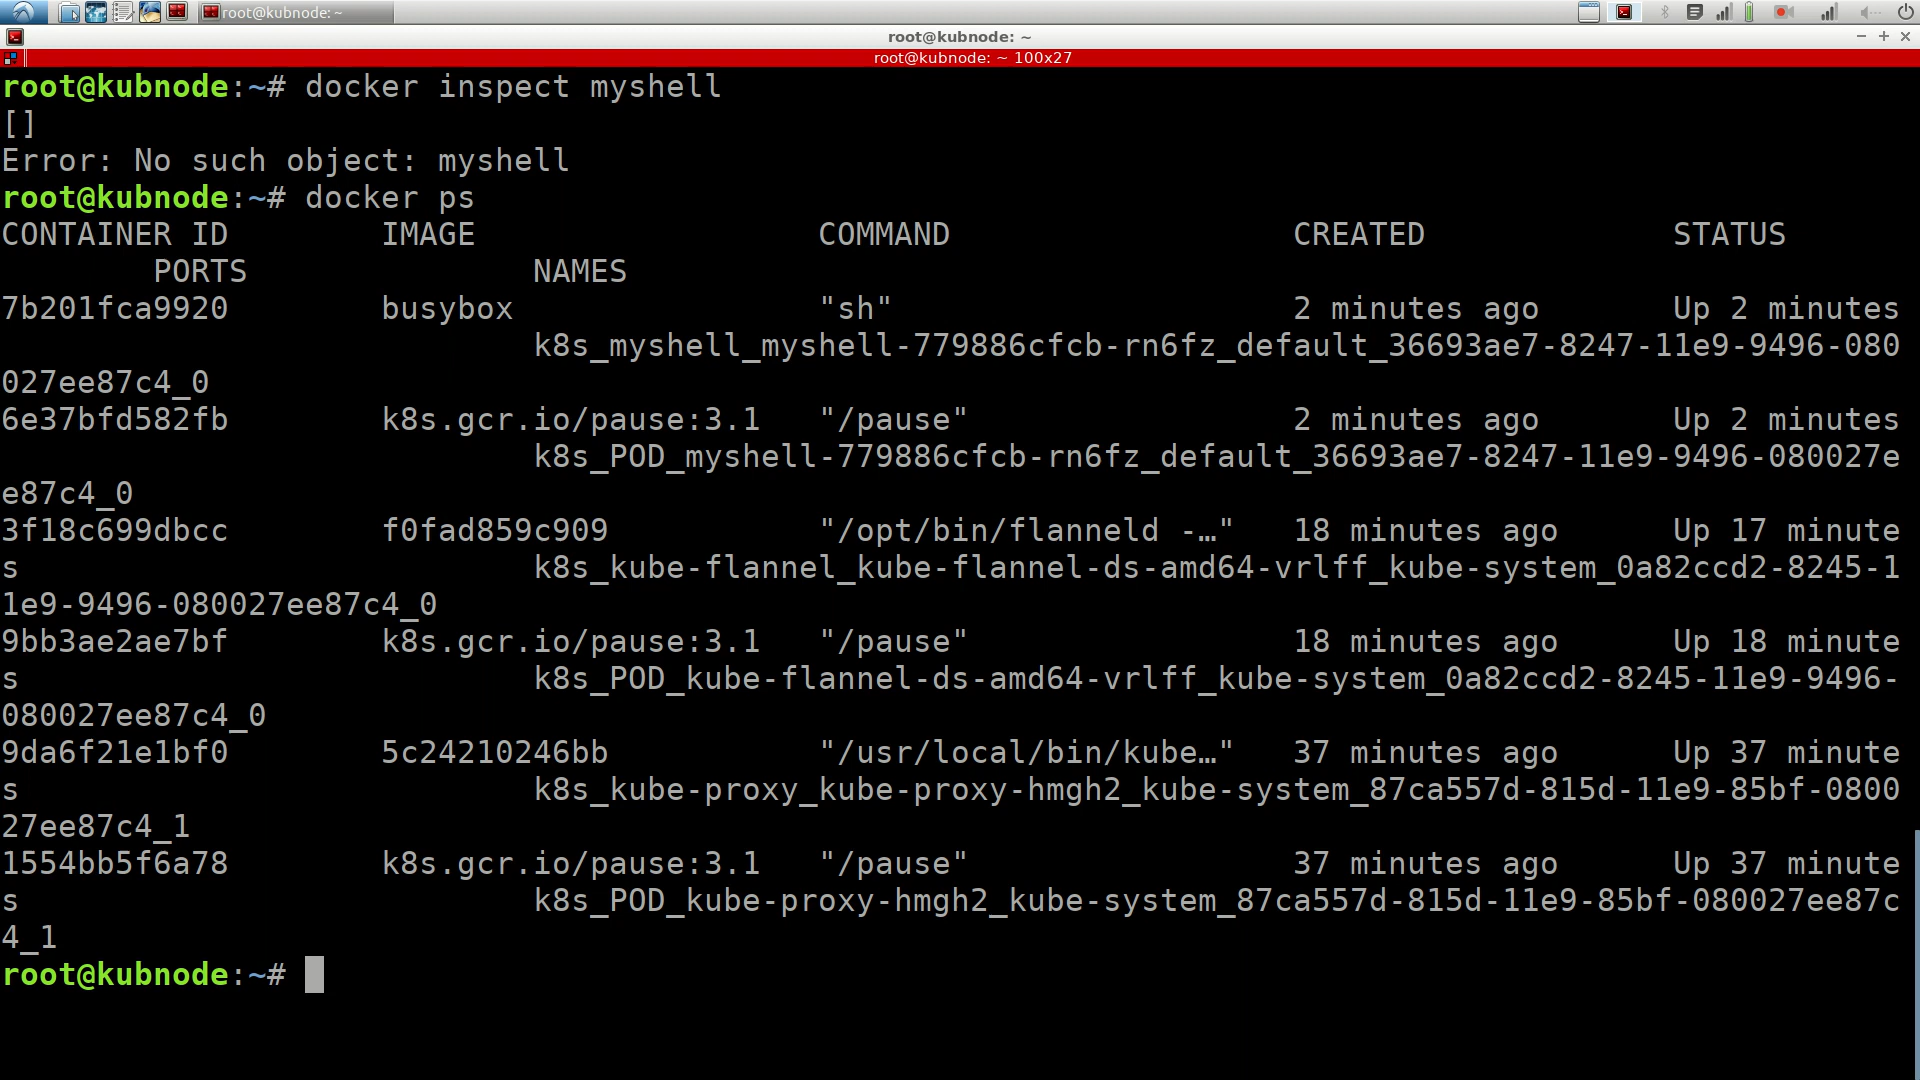 root@kubnode: ~
root@kubnode: ~
root@kubnode: ~ 100x27
root@kubnode:~# docker inspect myshell
[]
Error: No such object: myshell
root@kubnode:~# docker ps
CONTAINER ID        IMAGE                  COMMAND                  CREATED             STATUS
        PORTS               NAMES
7b201fca9920        busybox                "sh"                     2 minutes ago       Up 2 minutes
                            k8s_myshell_myshell-779886cfcb-rn6fz_default_36693ae7-8247-11e9-9496-080
027ee87c4_0
6e37bfd582fb        k8s.gcr.io/pause:3.1   "/pause"                 2 minutes ago       Up 2 minutes
                            k8s_POD_myshell-779886cfcb-rn6fz_default_36693ae7-8247-11e9-9496-080027e
e87c4_0
3f18c699dbcc        f0fad859c909           "/opt/bin/flanneld -…"   18 minutes ago      Up 17 minute
s                           k8s_kube-flannel_kube-flannel-ds-amd64-vrlff_kube-system_0a82ccd2-8245-1
1e9-9496-080027ee87c4_0
9bb3ae2ae7bf        k8s.gcr.io/pause:3.1   "/pause"                 18 minutes ago      Up 18 minute
s                           k8s_POD_kube-flannel-ds-amd64-vrlff_kube-system_0a82ccd2-8245-11e9-9496-
080027ee87c4_0
9da6f21e1bf0        5c24210246bb           "/usr/local/bin/kube…"   37 minutes ago      Up 37 minute
s                           k8s_kube-proxy_kube-proxy-hmgh2_kube-system_87ca557d-815d-11e9-85bf-0800
27ee87c4_1
1554bb5f6a78        k8s.gcr.io/pause:3.1   "/pause"                 37 minutes ago      Up 37 minute
s                           k8s_POD_kube-proxy-hmgh2_kube-system_87ca557d-815d-11e9-85bf-080027ee87c
4_1
root@kubnode:~#